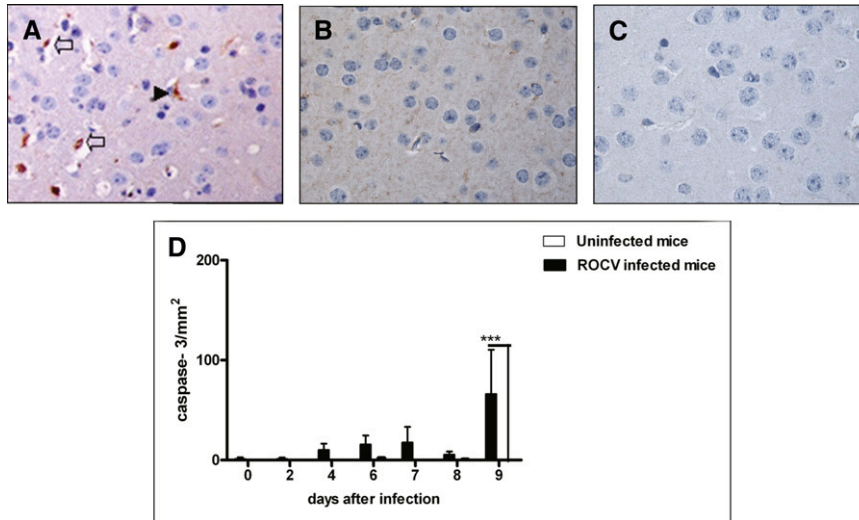 A
B
C
D
Uninfected mice
ROCV infected mice
200
100
0
caspase- 3/mm2
***
0 2 4 6 7 8 9
days after infection